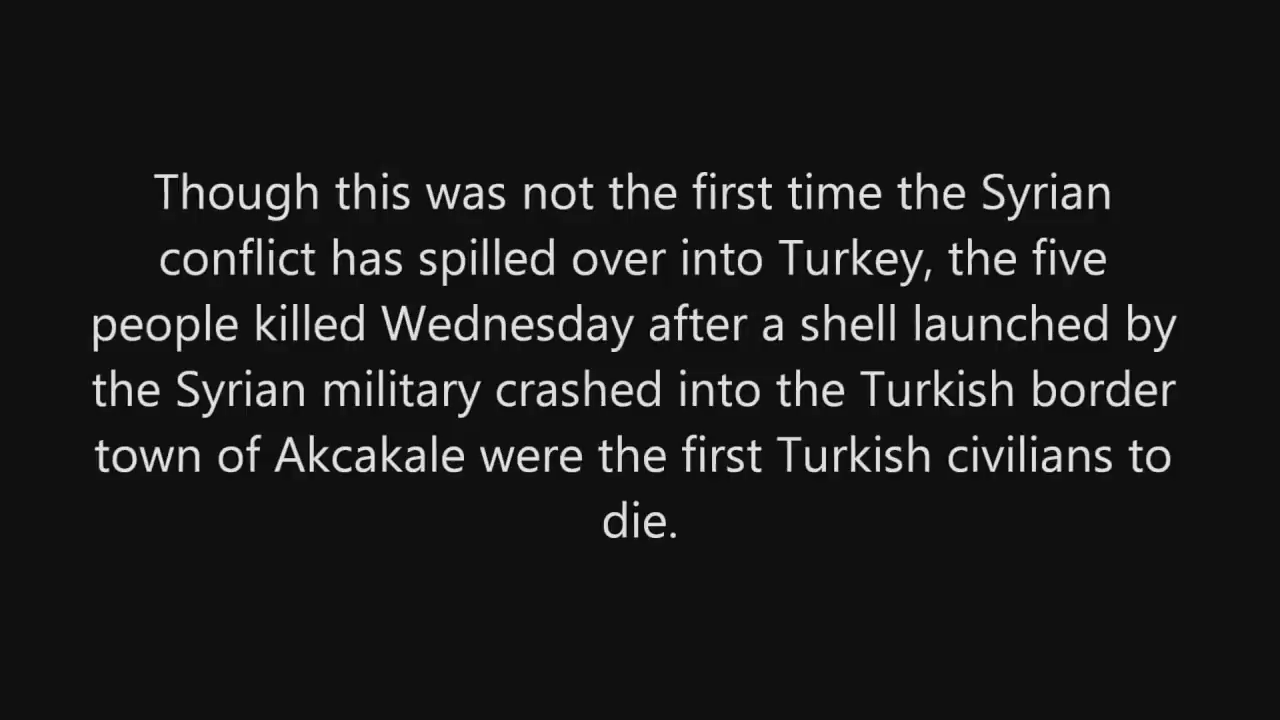 Though this was not the first time the Syrian
conflict has spilled over into Turkey, the five
people killed Wednesday after a shell launched by
the Syrian military crashed into the Turkish border
town of Akcakale were the first Turkish civilians to
die.